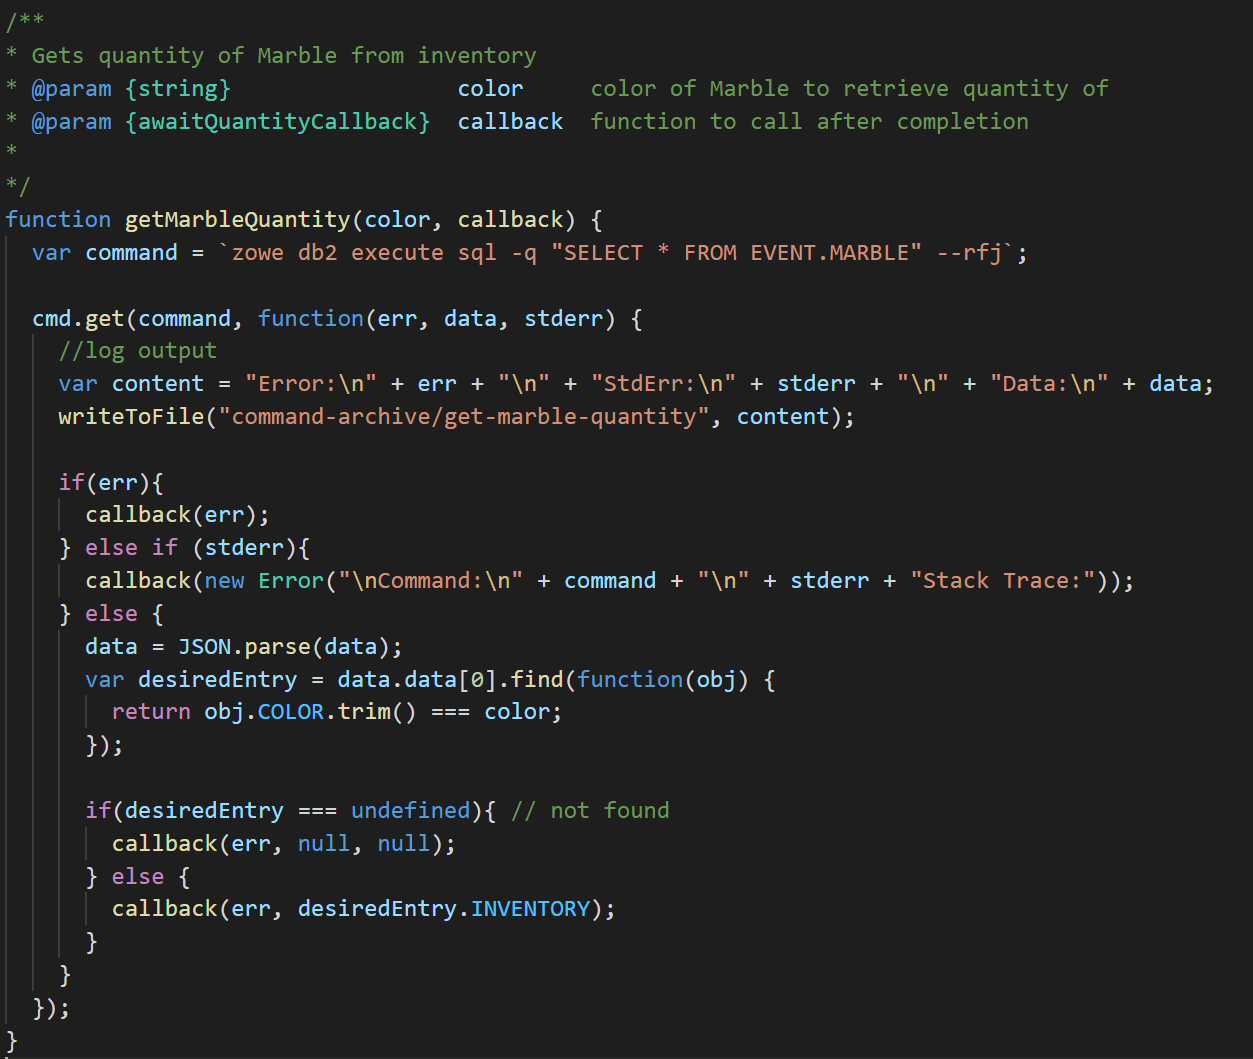 /**
* Gets quantity of Marble from inventory
* @param {string}                 color     color of Marble to retrieve quantity of
* @param {awaitQuantityCallback}  callback  function to call after completion
*
*/
function getMarbleQuantity(color, callback) {
  var command = `zowe db2 execute sql -q "SELECT * FROM EVENT.MARBLE" --rfj`;

  cmd.get(command, function(err, data, stderr) {
    //log output
    var content = "Error:\n" + err + "\n" + "StdErr:\n" + stderr + "\n" + "Data:\n" + data;
    writeToFile("command-archive/get-marble-quantity", content);

    if(err){
      callback(err);
    } else if (stderr){
      callback(new Error("\nCommand:\n" + command + "\n" + stderr + "Stack Trace:"));
    } else {
      data = JSON.parse(data);
      var desiredEntry = data.data[0].find(function(obj) {
        return obj.COLOR.trim() === color;
      });

      if(desiredEntry === undefined){ // not found
        callback(err, null, null);
      } else {
        callback(err, desiredEntry.INVENTORY);
      }
    }
  });
}